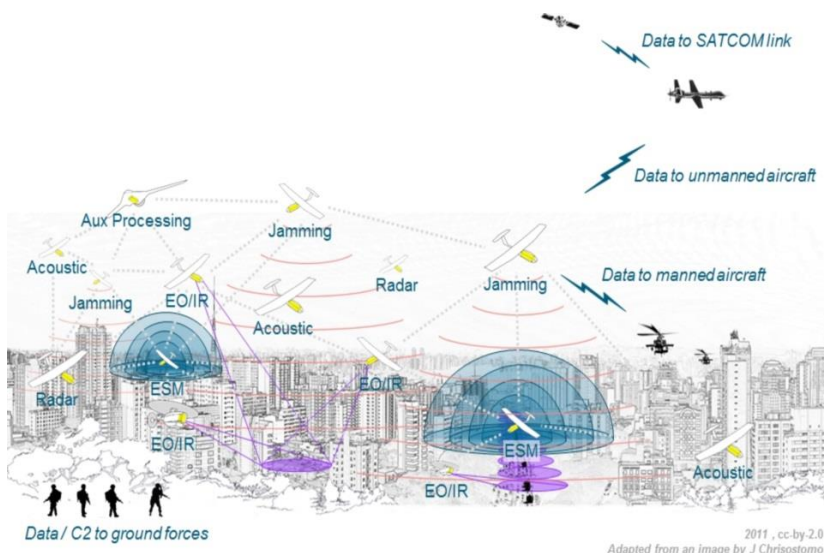 Data to SATCOM link
Data to unmanned aircraft
Aux Processing
Jamming
Acoustic
Jamming
EO/IR
Acoustic
Radar
Jamming
Data to manned aircraft
Radar
ESM
EO/IR
EO/IR
ESM
EO/IR
Acoustic
Data / C2 to ground forces
2011 , cc-by-2.0
Adapted from an image by J Chrisostomo